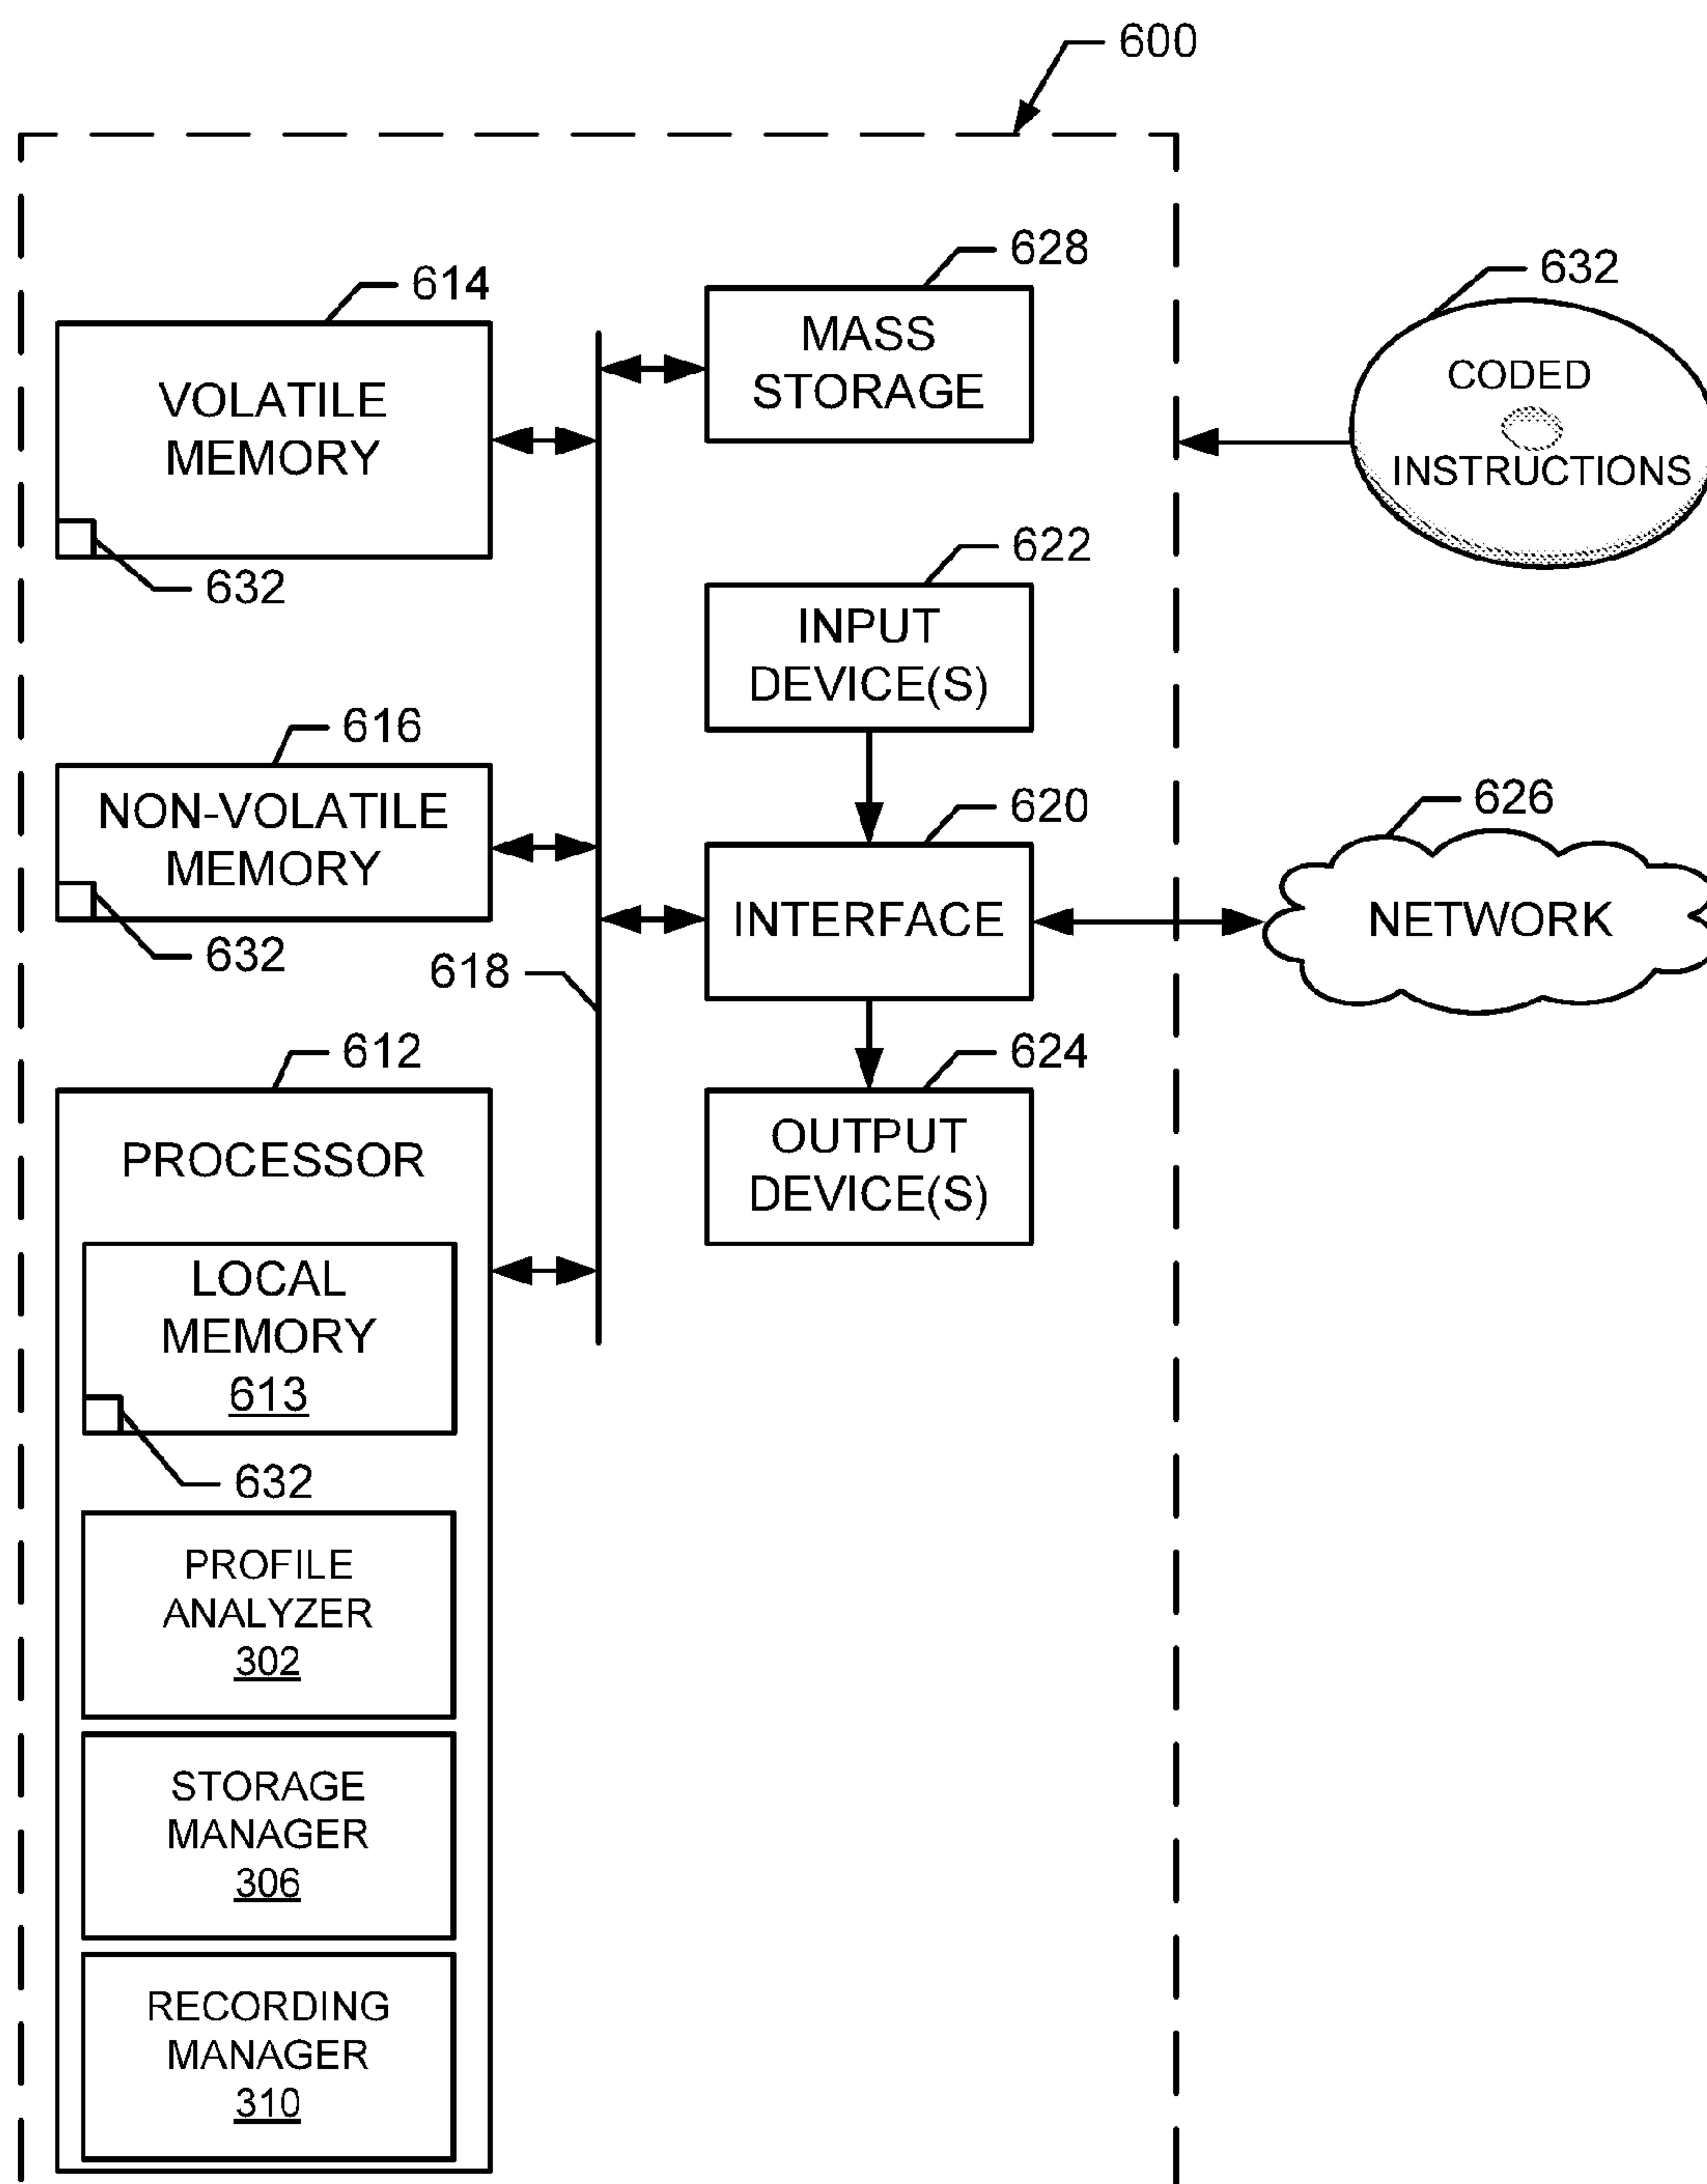 600
614
VOLATILE
MEMORY
632
628
MASS
STORAGE
632
CODED
INSTRUCTIONS
622
INPUT
DEVICE(S)
616
NON-VOLATILE
MEMORY
632
618
620
INTERFACE
626
NETWORK
624
OUTPUT
DEVICE(S)
612
PROCESSOR
LOCAL
MEMORY
613
632
PROFILE
ANALYZER
302
STORAGE
MANAGER
306
RECORDING
MANAGER
310